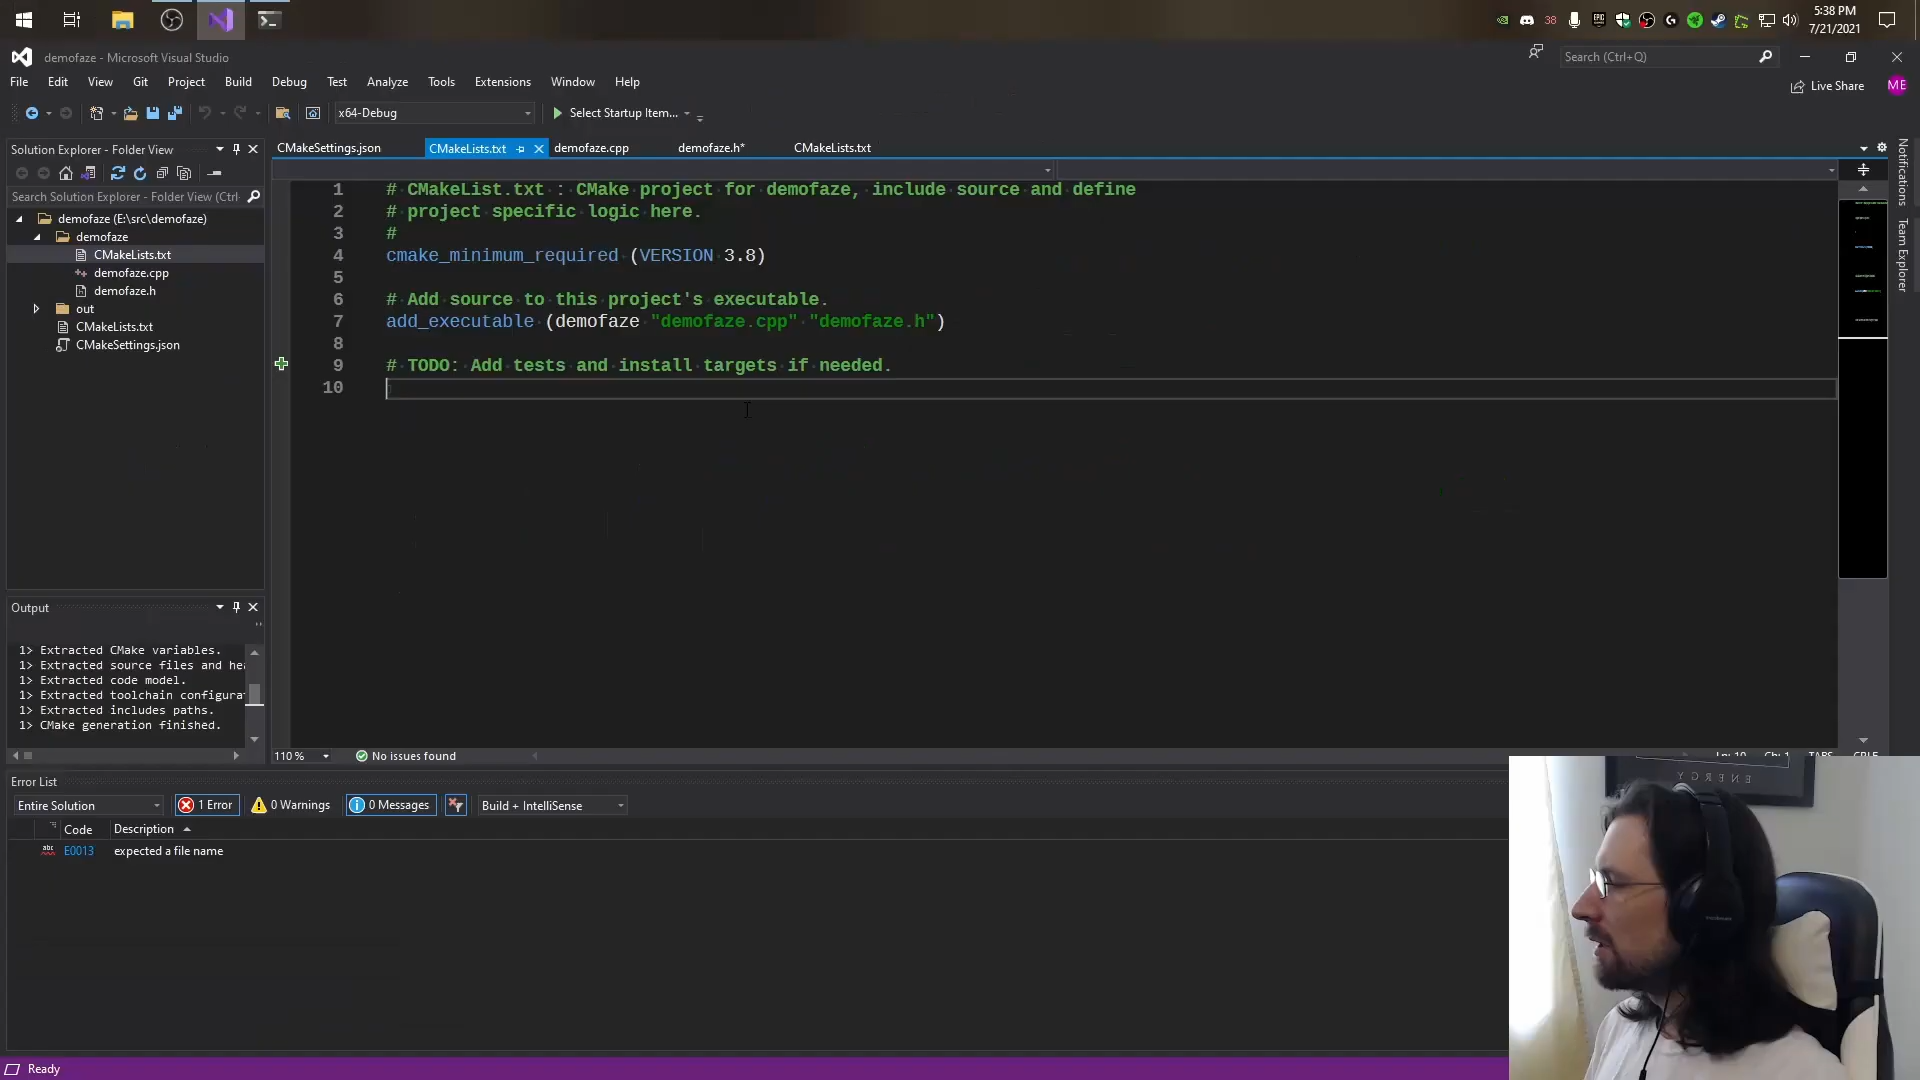 38
5:38 PM
7/21/2021
demofaze - Microsoft Visual Studio
Search (Ctrl+Q)
File Edit View Git Project Build Debug Test Analyze Tools Extensions Window Help
Live Share
ME
x64-Debug
Select Startup Item...
Solution Explorer - Folder View
Search Solution Explorer - Folder View (Ctrl
demofaze (E:\src\demofaze)
demofaze
CMakeLists.txt
demofaze.cpp
demofaze.h
out
CMakeLists.txt
CMakeSettings.json
CMakeSettings.json CMakeLists.txt demofaze.cpp demofaze.h* CMakeLists.txt
1 # CMakeList.txt : CMake project for demofaze, include source and define
2 # project specific logic here.
3 #
4 cmake_minimum_required (VERSION 3.8)
5
6 # Add source to this project's executable.
7 add_executable (demofaze "demofaze.cpp" "demofaze.h")
8
9 # TODO: Add tests and install targets if needed.
10
Notifications
Team Explorer
Output
1> Extracted CMake variables.
1> Extracted source files and hea
1> Extracted code model.
1> Extracted toolchain configurat
1> Extracted includes paths.
1> CMake generation finished.
110 %
No issues found
Error List
Entire Solution
1 Error
0 Warnings
0 Messages
Build + IntelliSense
Code Description
abc E0013 expected a file name
Ready